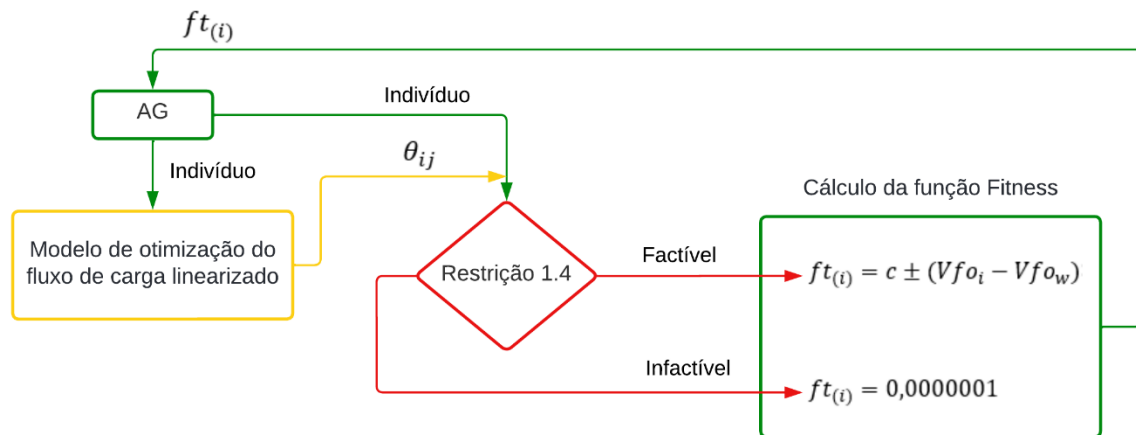 ft(i)
AG
Indivíduo
Indivíduo
θij
Cálculo da função Fitness
Modelo de otimização do
fluxo de carga linearizado
Restrição 1.4
Factível
ft(i) = c ± (Vfoi − Vfow)
Infactível
ft(i) = 0,0000001